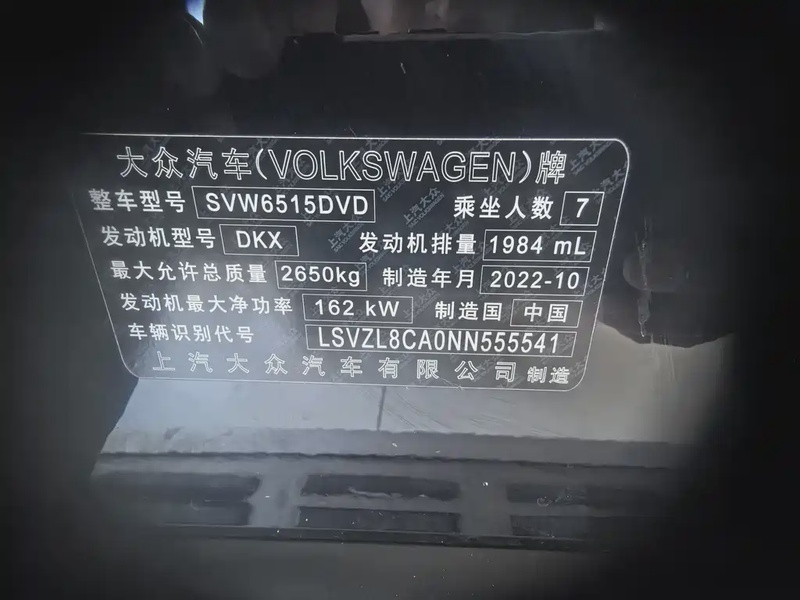 大众汽车(VOLKSWAGEN)牌
整车型号 SVW6515DVD 乘坐人数 7
发动机型号 DKX 发动机排量 1984 mL
最大允许总质量 2650kg 制造年月 2022-10
发动机最大净功率 162 kW 制造国 中国
车辆识别代号 LSVZL8CA0NN555541
上汽大众汽车有限公司 制造